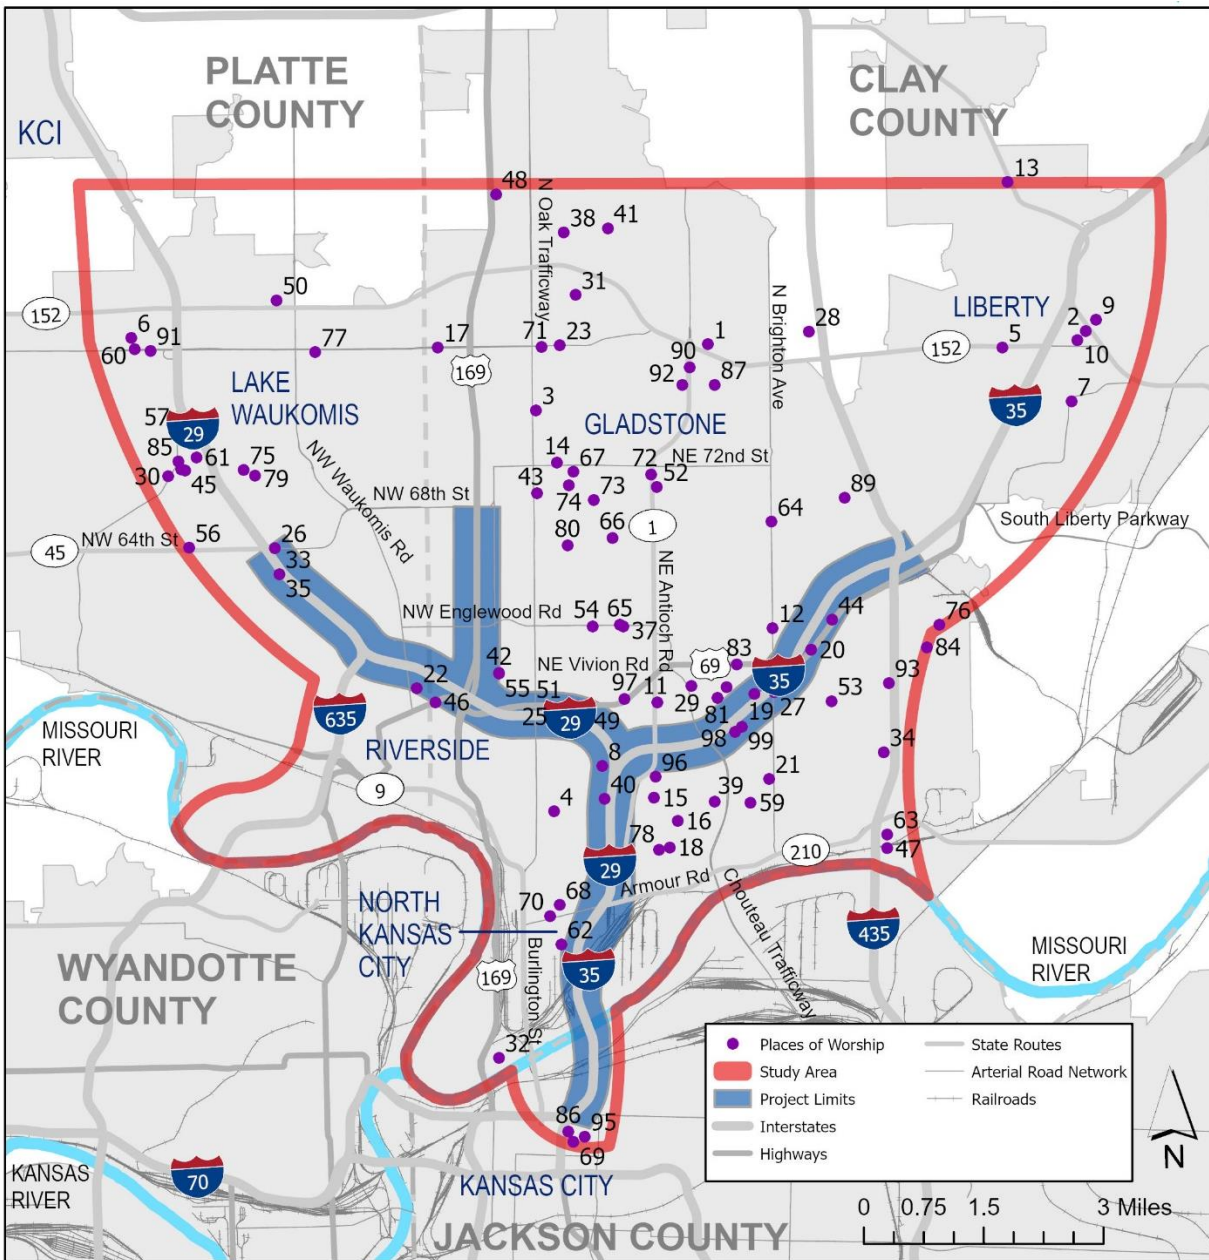 PLATTE
COUNTY
CLAY
COUNTY
KCI
48
13
N Oak Trafficway
38
41
50
31
152
N Brighton Ave
28
LIBERTY
9
2
6
91
60
77
17
71
23
1
5
152
10
90
169
92
87
7
LAKE
WAUKOMIS
3
35
57
29
GLADSTONE
85
61
75
14
67
72
NE 72nd St
30
45
79
43
52
NW 68th St
74
73
89
NW Waukomis Rd
64
South Liberty Parkway
1
66
80
56
26
45
NW 64th St
33
35
NE Antioch Rd
NW Englewood Rd
54
65
37
12
44
76
20
84
83
42
NE Vivion Rd
69
35
93
22
55
51
97
11
29
46
25
29
49
81
19
27
53
635
98
99
MISSOURI
RIVER
RIVERSIDE
34
8
96
21
9
40
4
15
39
59
16
63
78
18
210
47
29
Armour Rd
68
70
NORTH
KANSAS
CITY
62
Chouteau Trafficway
435
MISSOURI
RIVER
WYANDOTTE
COUNTY
169
Burlington St
35
32
Places of Worship
State Routes
Study Area
Arterial Road Network
Project Limits
Railroads
Interstates
Highways
86
95
69
N
KANSAS
RIVER
70
KANSAS CITY
0 0.75 1.5 3 Miles
JACKSON COUNTY